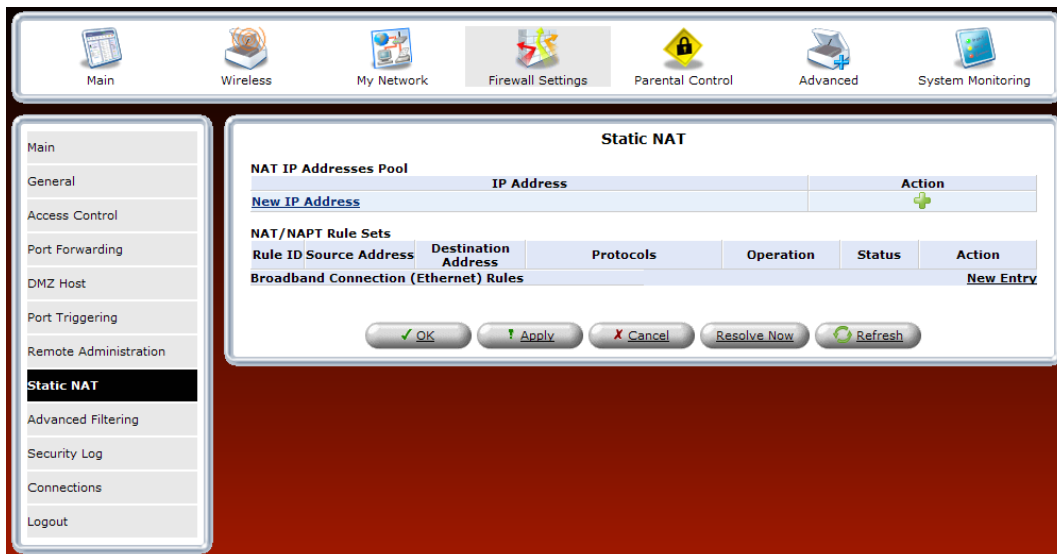 Main
Wireless
My Network
Firewall Settings
Parental Control
Advanced
System Monitoring
Main
General
Access Control
Port Forwarding
DMZ Host
Port Triggering
Remote Administration
Static NAT
Advanced Filtering
Security Log
Connections
Logout
Static NAT
NAT IP Addresses Pool
IP Address Action
New IP Address
NAT/NAPT Rule Sets
Rule ID Source Address Destination Address Protocols Operation Status Action
Broadband Connection (Ethernet) Rules New Entry
OK Apply Cancel Resolve Now Refresh